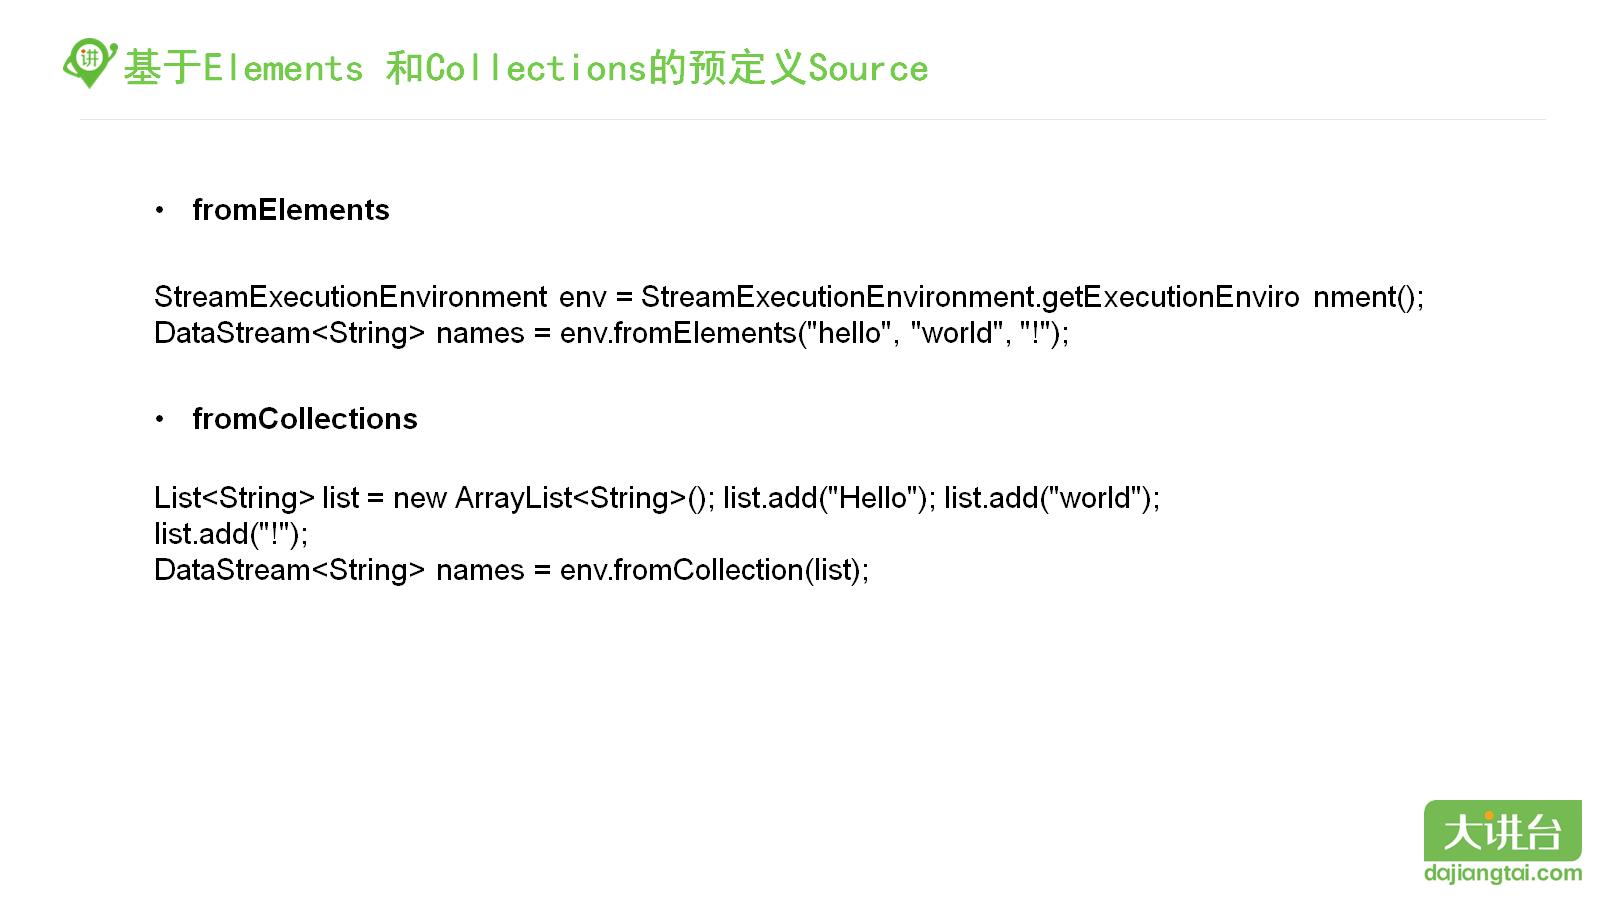 讲
基于Elements 和Collections的预定义Source
• fromElements
StreamExecutionEnvironment env = StreamExecutionEnvironment.getExecutionEnviro nment();
DataStream<String> names = env.fromElements("hello", "world", "!");
• fromCollections
List<String> list = new ArrayList<String>(); list.add("Hello"); list.add("world");
list.add("!");
DataStream<String> names = env.fromCollection(list);
大讲台
dajiangtai.com